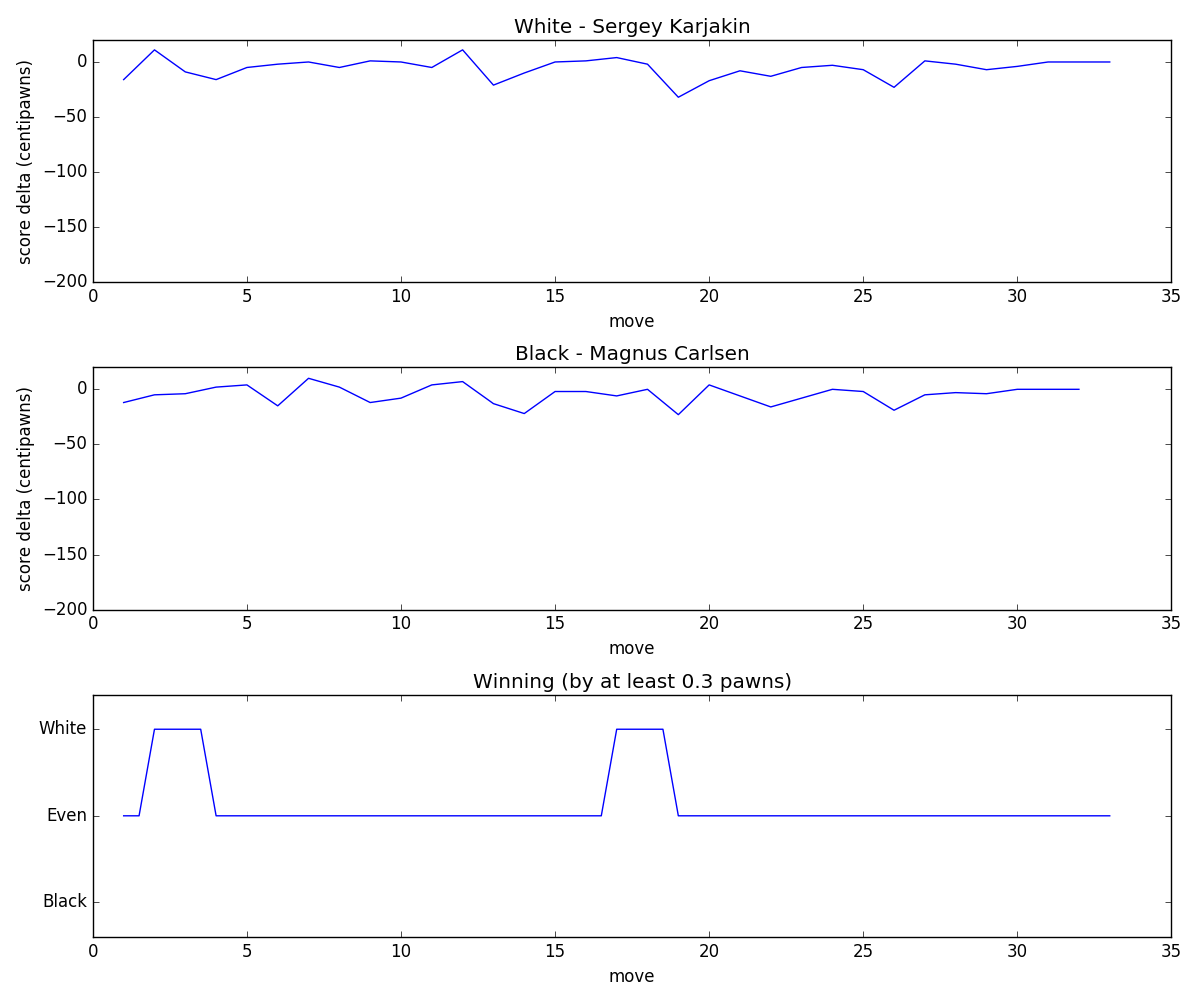 White - Sergey Karjakin
score delta (centipawns)
0
−50
−100
−150
−200
0 5 10 15 20 25 30 35
move
Black - Magnus Carlsen
score delta (centipawns)
0
−50
−100
−150
−200
0 5 10 15 20 25 30 35
move
Winning (by at least 0.3 pawns)
White
Even
Black
0 5 10 15 20 25 30 35
move